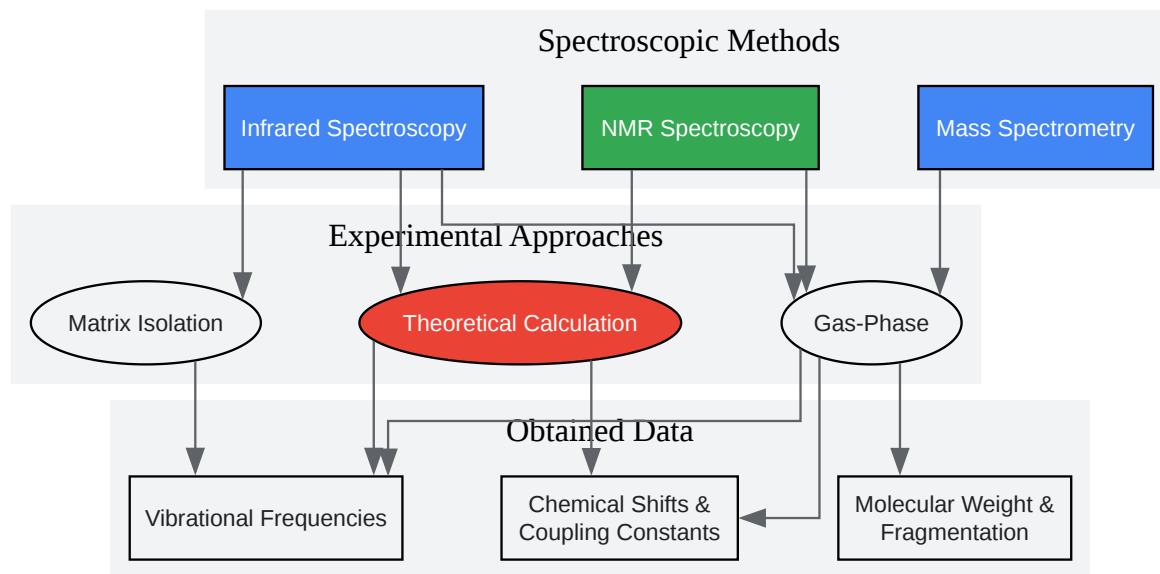 Spectroscopic Methods
Infrared Spectroscopy
NMR Spectroscopy
Mass Spectrometry
Experimental Approaches
Matrix Isolation
Theoretical Calculation
Gas-Phase
Obtained Data
Vibrational Frequencies
Chemical Shifts &
Coupling Constants
Molecular Weight &
Fragmentation